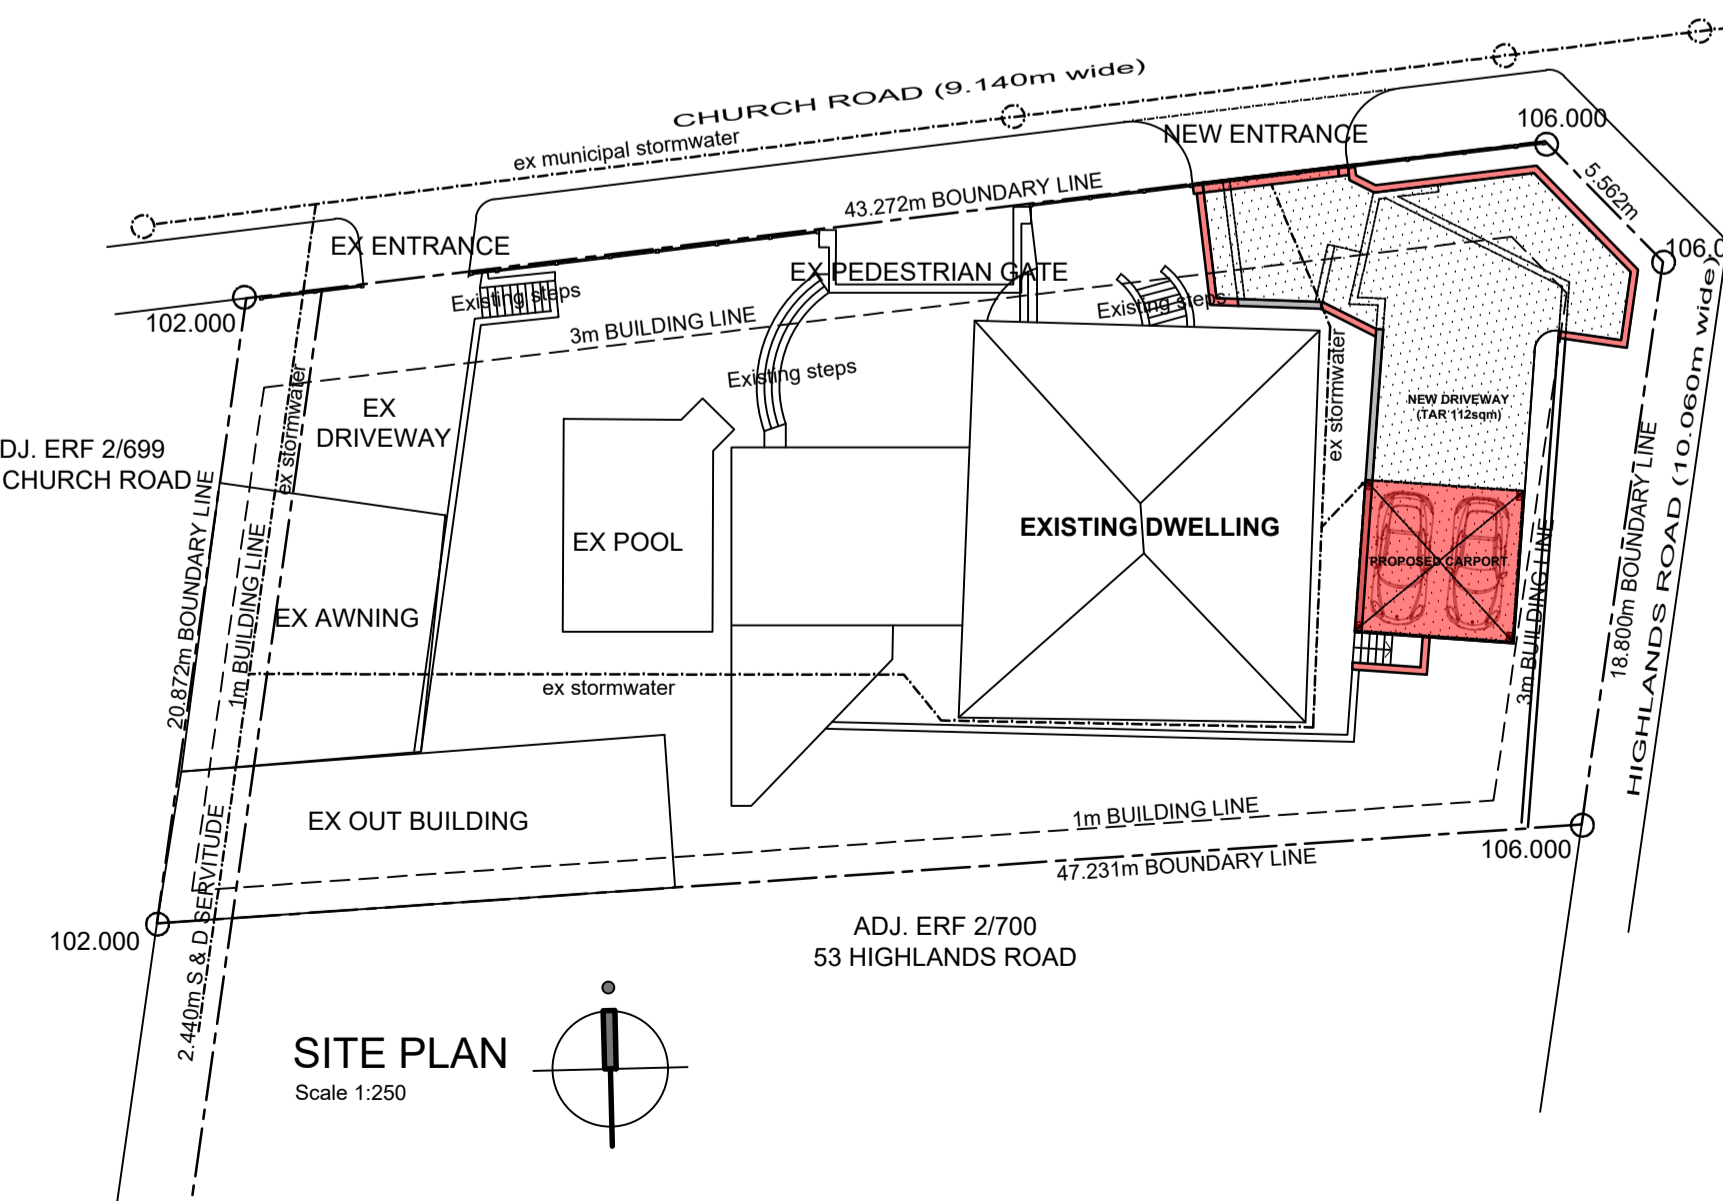 CHURCH ROAD (9.140m wide)
ex municipal stormwater
NEW ENTRANCE
106.000
5.562m
43.272m BOUNDARY LINE
EX ENTRANCE
EX PEDESTRIAN GATE
106.0
Existing steps
Existing steps
102.000
3m BUILDING LINE
Existing steps
ex stormwater
ex stormwater
EX
DRIVEWAY
NEW DRIVEWAY
(TAR 112sqm)
DJ. ERF 2/699
CHURCH ROAD
20.872m BOUNDARY LINE
1m BUILDING LINE
EX POOL
EXISTING DWELLING
PROPOSED CARPORT
3m BUILDING LINE
18.800m BOUNDARY LINE
HIGHLANDS ROAD (10.060m wide)
EX AWNING
ex stormwater
EX OUT BUILDING
1m BUILDING LINE
47.231m BOUNDARY LINE
106.000
102.000
2.440m S & D SERVITUDE
ADJ. ERF 2/700
53 HIGHLANDS ROAD
SITE PLAN
Scale 1:250